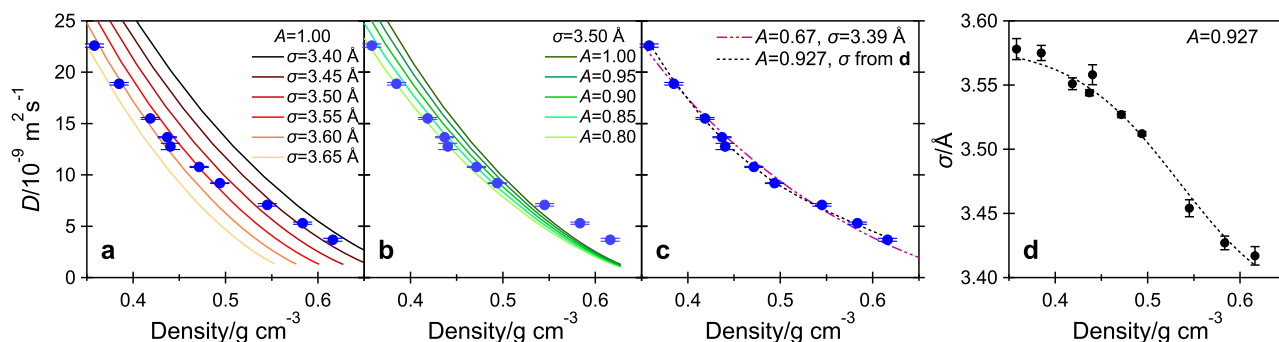 D/10⁻⁹ m² s⁻¹
25
20
15
10
5
0
A=1.00
σ=3.40 Å
σ=3.45 Å
σ=3.50 Å
σ=3.55 Å
σ=3.60 Å
σ=3.65 Å
a
0.4
0.5
0.6
Density/g cm⁻³
σ=3.50 Å
A=1.00
A=0.95
A=0.90
A=0.85
A=0.80
b
0.4
0.5
0.6
Density/g cm⁻³
A=0.67, σ=3.39 Å
A=0.927, σ from d
c
0.4
0.5
0.6
Density/g cm⁻³
σ/Å
3.60
3.55
3.50
3.45
3.40
A=0.927
d
0.4
0.5
0.6
Density/g cm⁻³